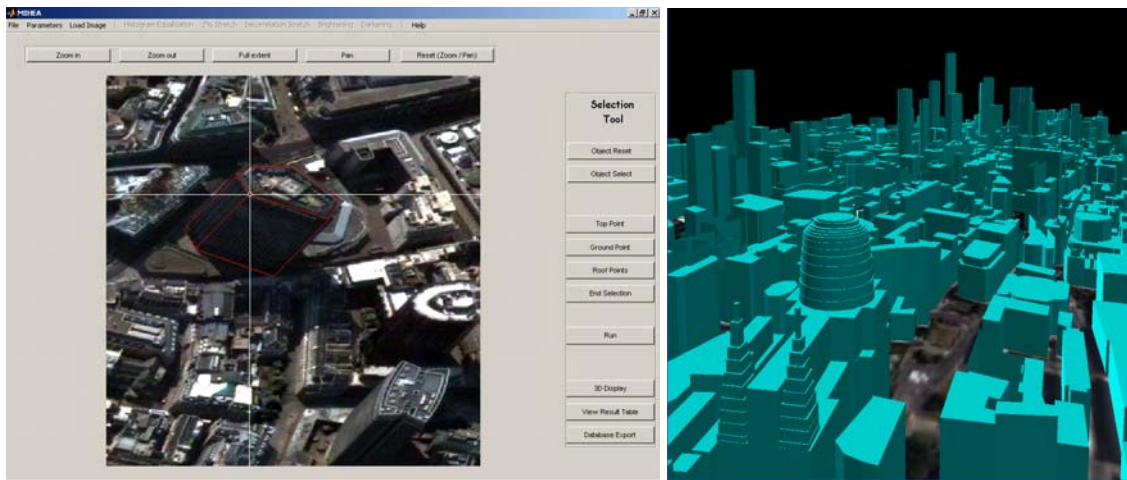 MIHEA
File Parameters Load Image Histogram Equalisation 2% Stretch Decorrelation Stretch Brightening Darkening Help
Zoom in Zoom out Full extent Pan Reset (Zoom / Pan)
Selection
Tool
Object Reset
Object Select
Top Point
Ground Point
Roof Points
End Selection
Run
3D Display
View Result Table
Database Export